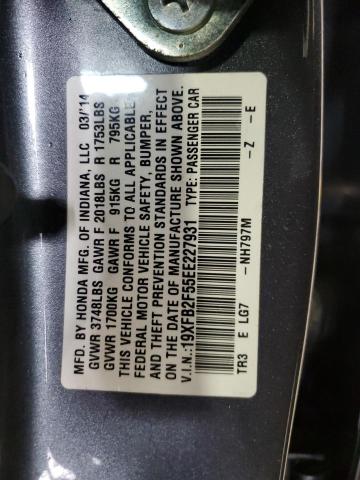 MFG. BY HONDA MFG. OF INDIANA, LLC 03/14
GVWR 3748LBS GAWR F 2018LBS R 1753LBS
GVWR 1700KG GAWR F 915KG R 795KG
THIS VEHICLE CONFORMS TO ALL APPLICABLE
FEDERAL MOTOR VEHICLE SAFETY, BUMPER,
AND THEFT PREVENTION STANDARDS IN EFFECT
ON THE DATE OF MANUFACTURE SHOWN ABOVE.
V.I.N.: 19XFB2F55EE227931 TYPE: PASSENGER CAR
TR3 E LG7 -NH797M -Z -E